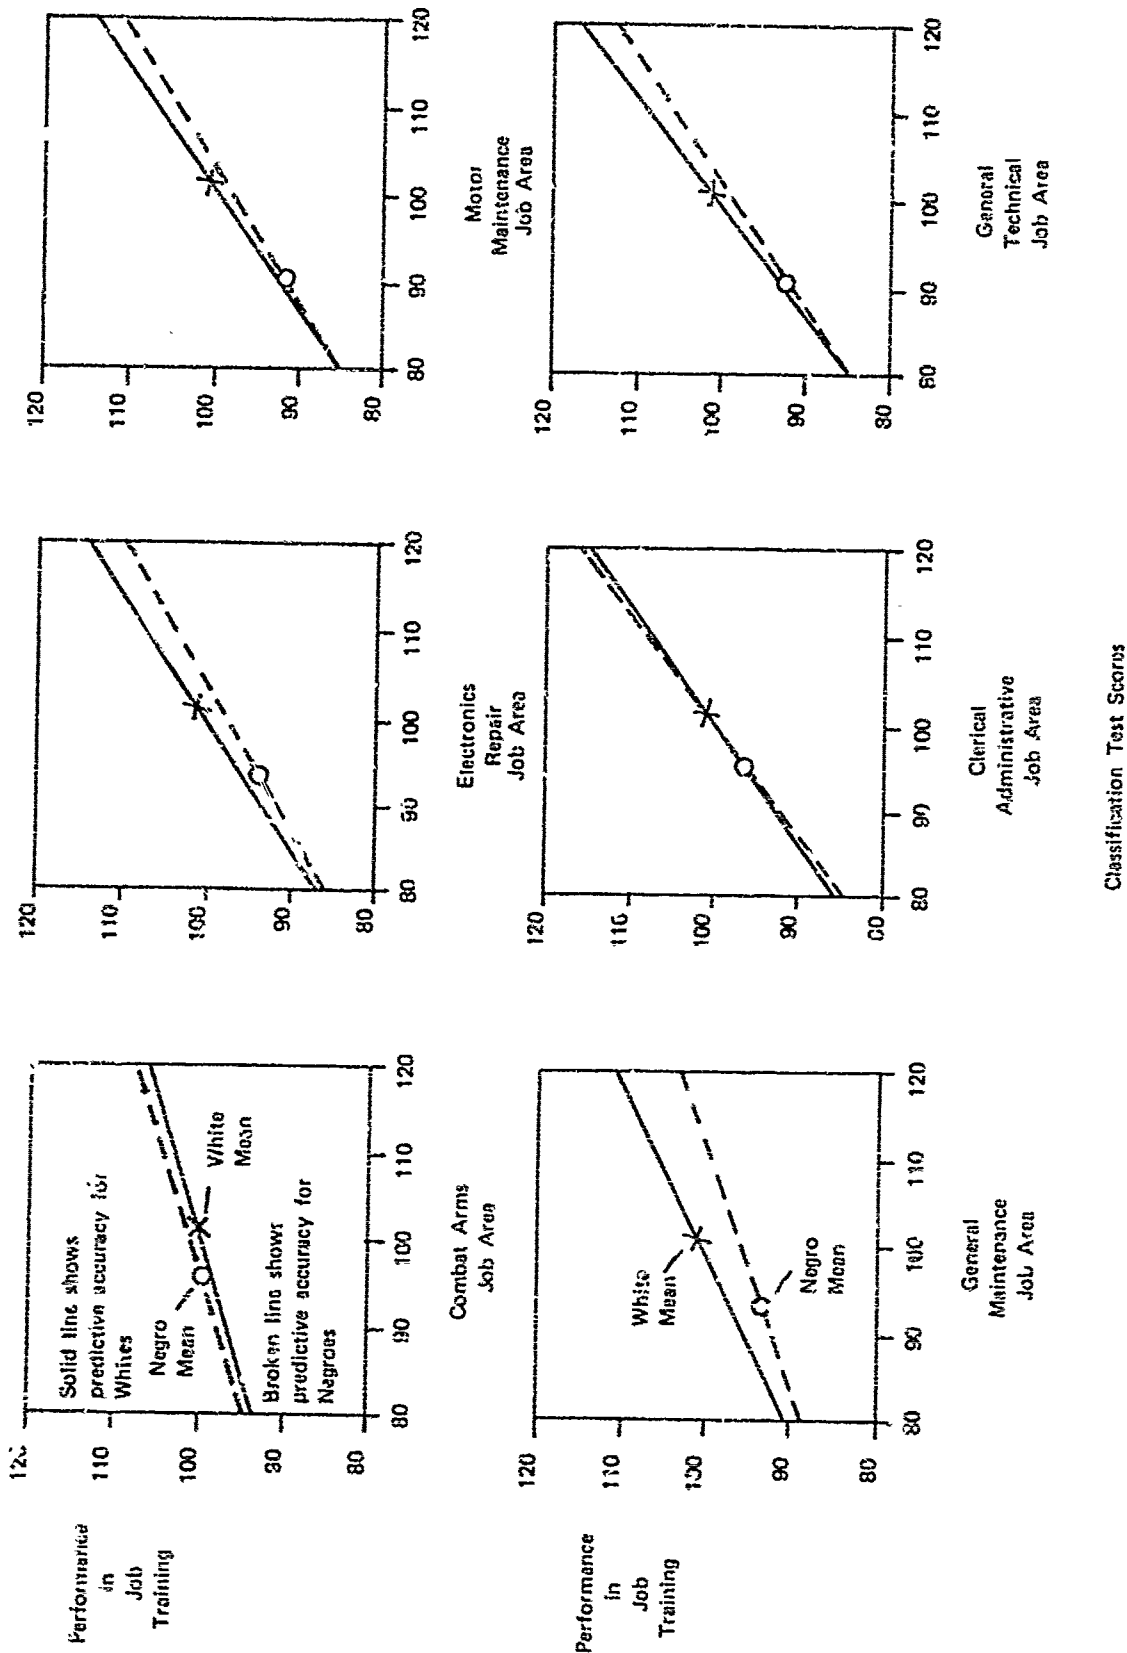 Performance
in
Job
Training
110
100
90
80
Solid line shows
predictive accuracy for
Whites
Negro
Mean
White
Mean
Broken line shows
predictive accuracy for
Negroes
80
90
100
110
120
Combat Arms
Job Area
120
110
100
90
80
80
90
100
110
120
Electronics
Repair
Job Area
120
110
100
90
80
80
90
100
110
120
Motor
Maintenance
Job Area
Performance
in
Job
Training
120
110
100
90
80
White
Mean
Negro
Mean
80
90
100
110
120
General
Maintenance
Job Area
120
110
100
90
80
90
100
110
120
Clerical
Administrative
Job Area
120
110
100
90
80
80
90
100
110
120
General
Technical
Job Area
Classification Test Scores